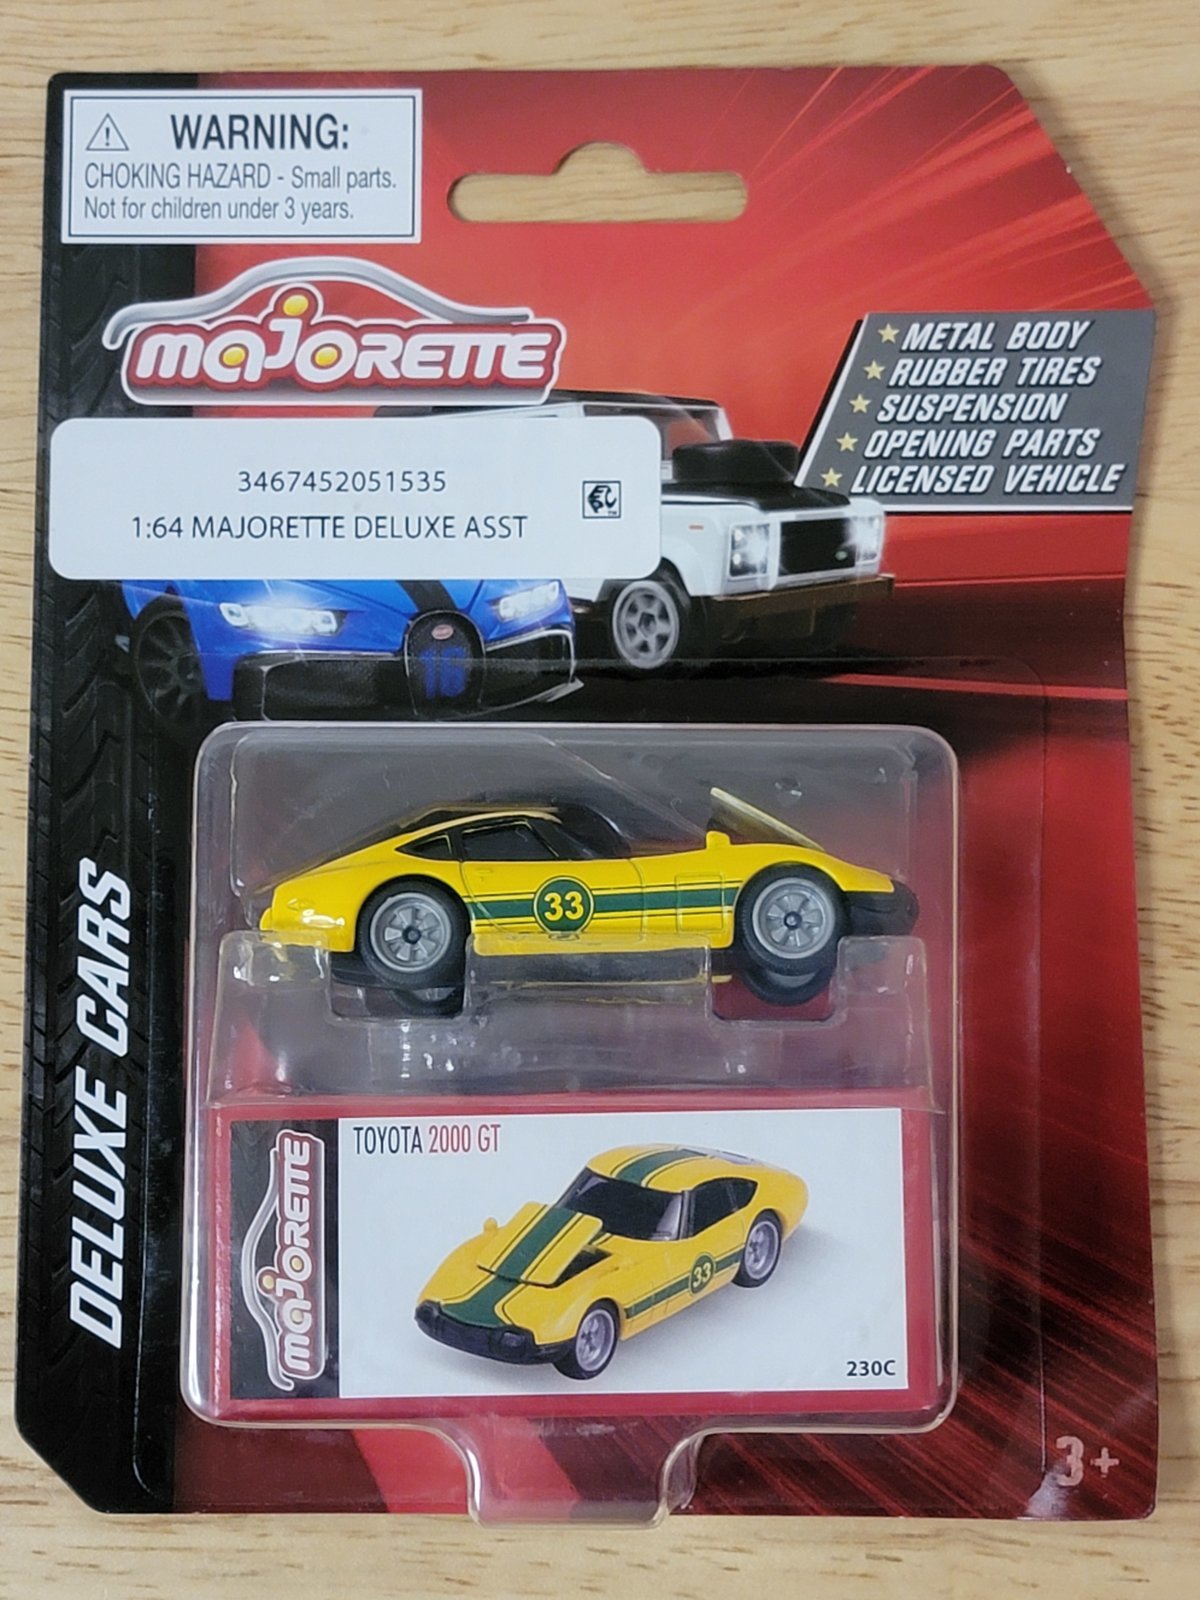 WARNING:
CHOKING HAZARD - Small parts.
Not for children under 3 years.
MAJORETTE
METAL BODY
RUBBER TIRES
SUSPENSION
OPENING PARTS
LICENSED VEHICLE
3467452051535
1:64 MAJORETTE DELUXE ASST
16
DELUXE CARS
33
MAJORETTE
TOYOTA 2000 GT
33
230C
3+